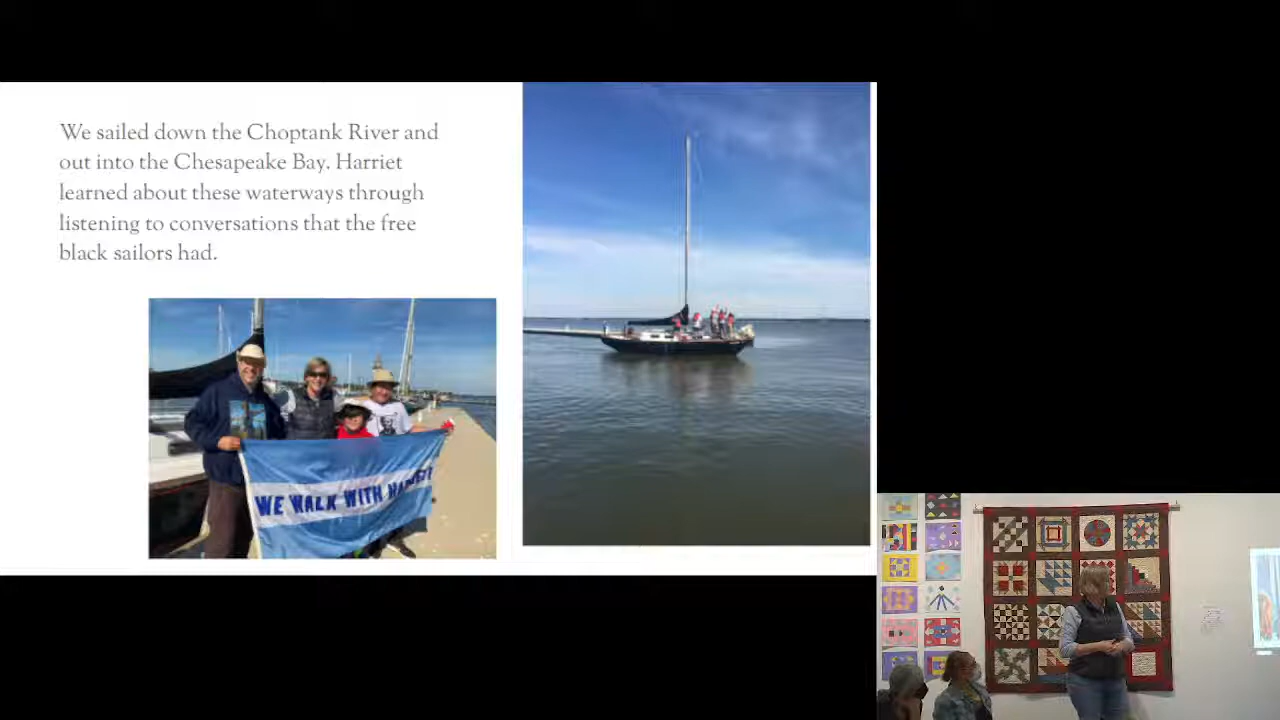 We sailed down the Choptank River and
out into the Chesapeake Bay. Harriet
learned about these waterways through
listening to conversations that the free
black sailors had.
WE WALK WITH